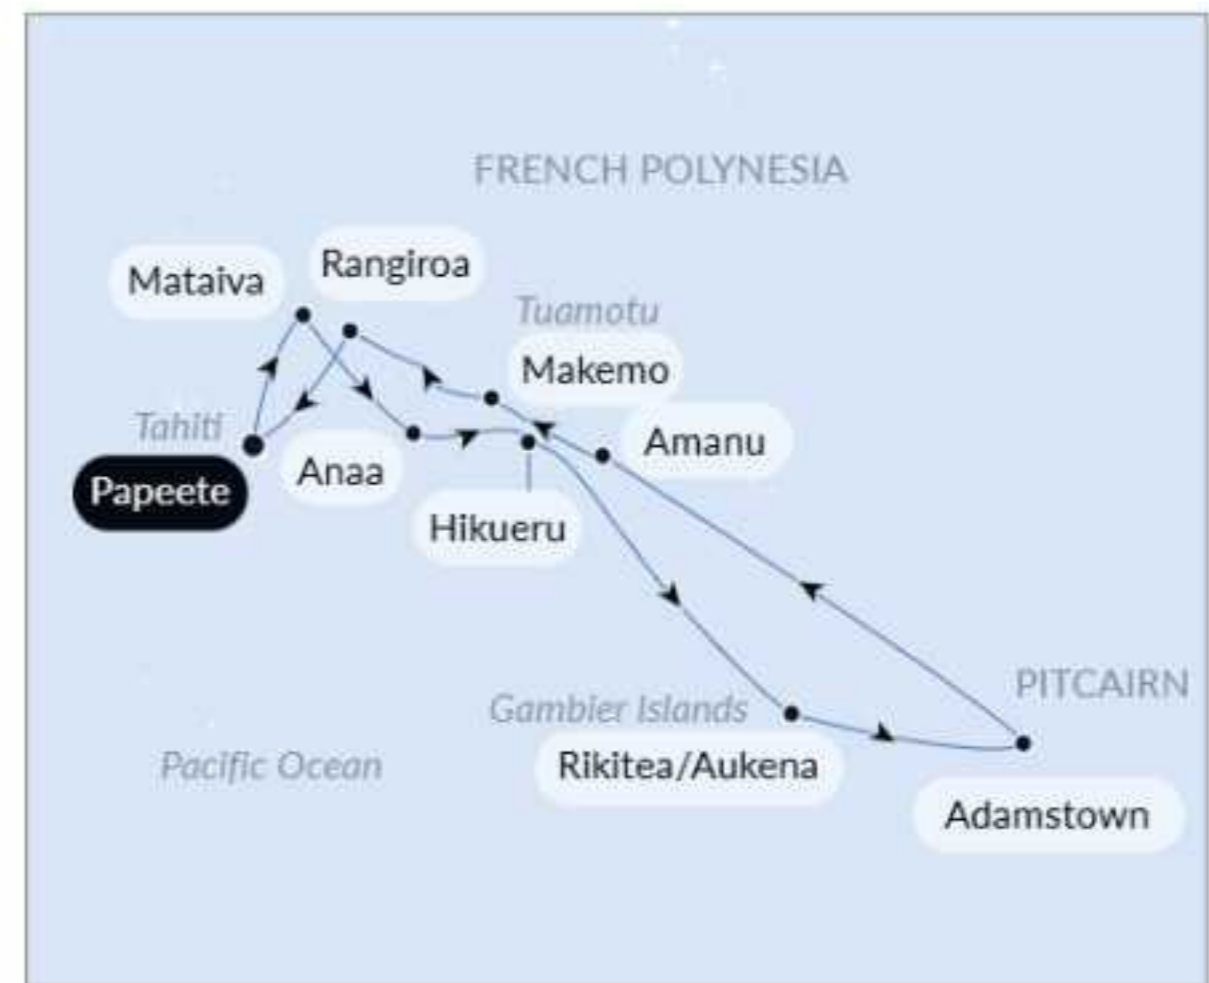 FRENCH POLYNESIA
Mataiva
Rangiroa
Tuamotu
Makemo
Tahiti
Amanu
Anaa
Papeete
Hikueru
PITCAIRN
Gambier Islands
Pacific Ocean
Rikitea/Aukena
Adamstown